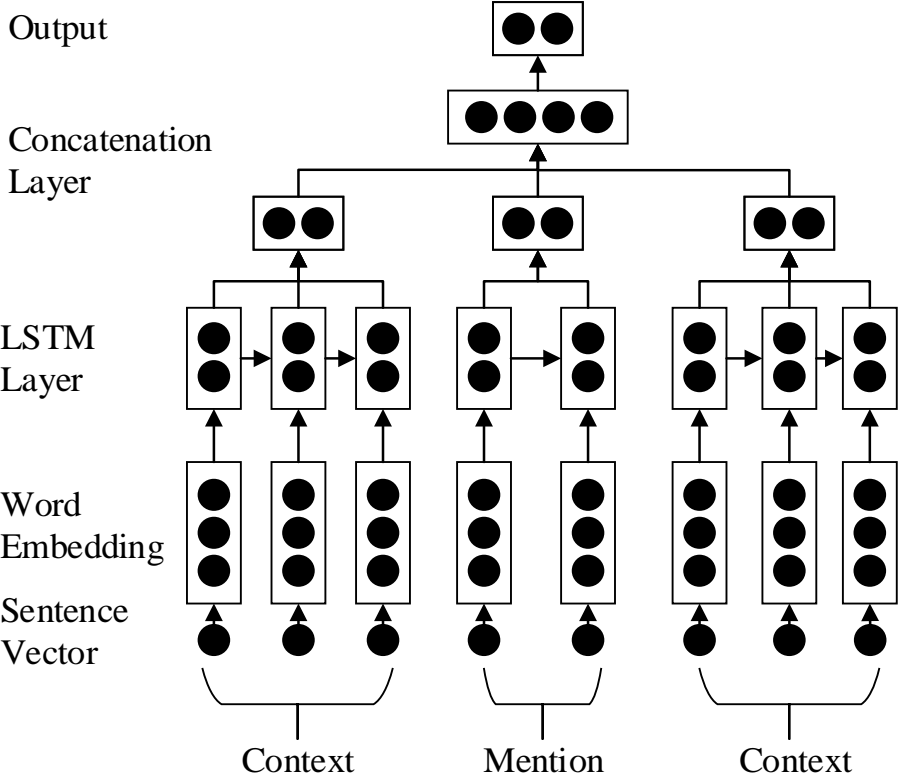 Output
Concatenation
Layer
LSTM
Layer
Word
Embedding
Sentence
Vector
Context
Mention
Context